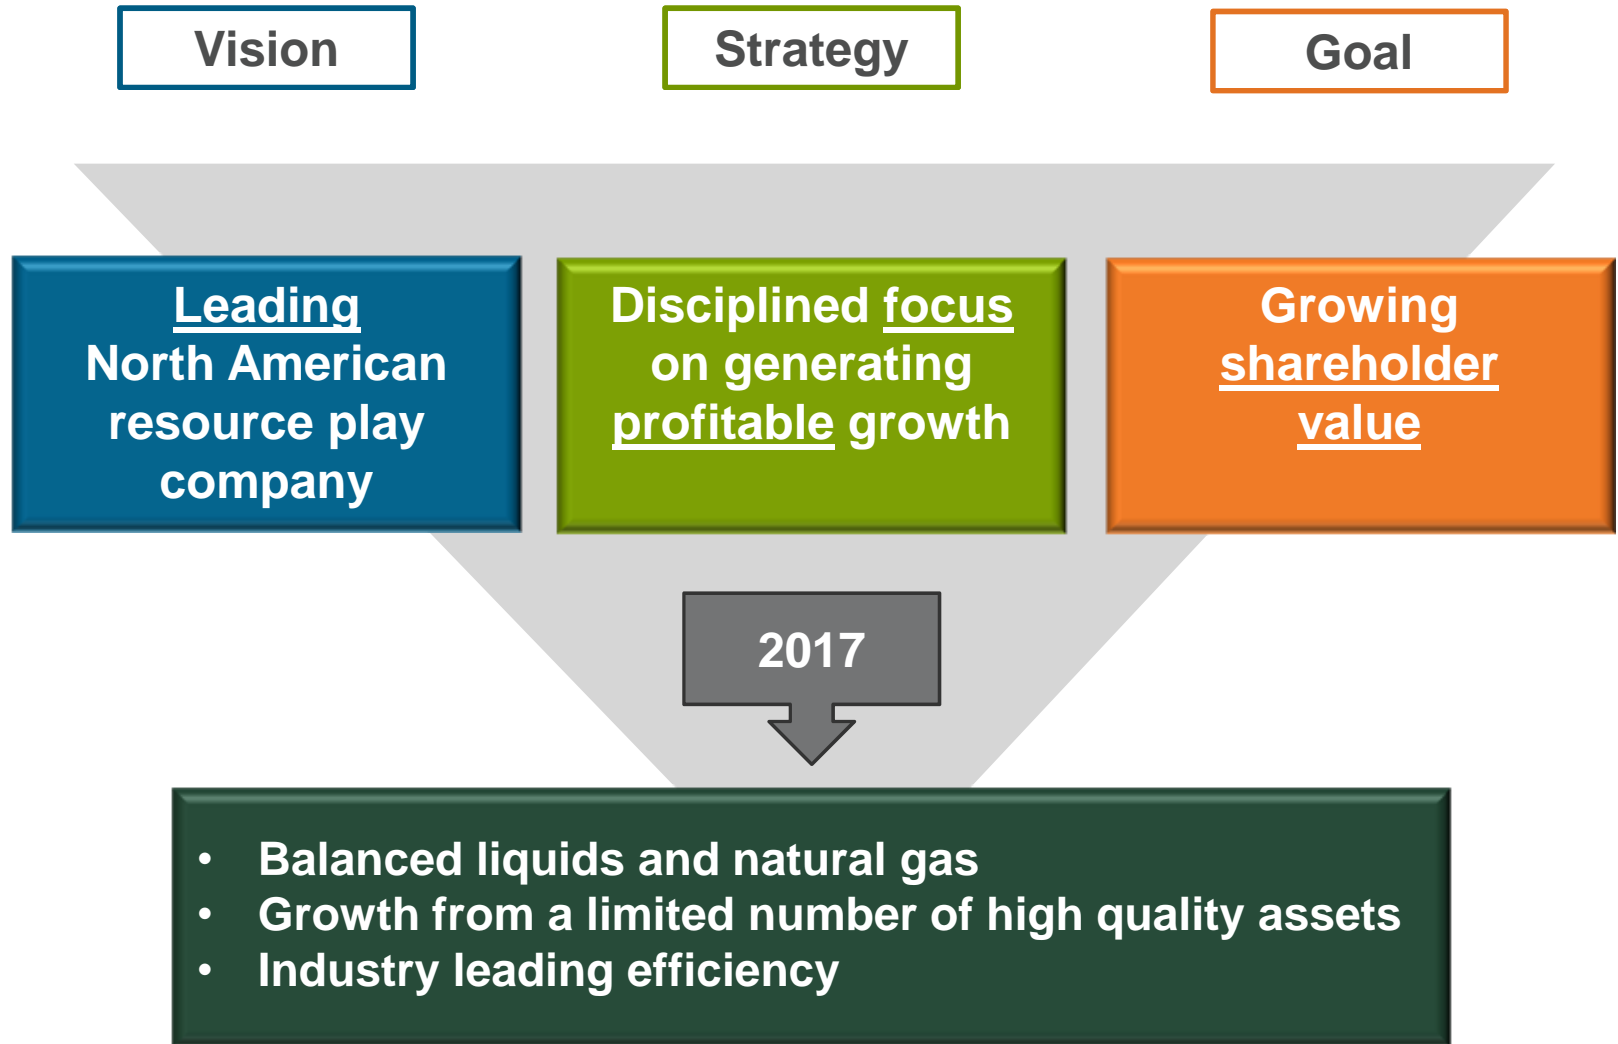 Vision
Strategy
Goal
Leading
North American
resource play
company
Disciplined focus
on generating
profitable growth
Growing
shareholder
value
2017
• Balanced liquids and natural gas
• Growth from a limited number of high quality assets
• Industry leading efficiency